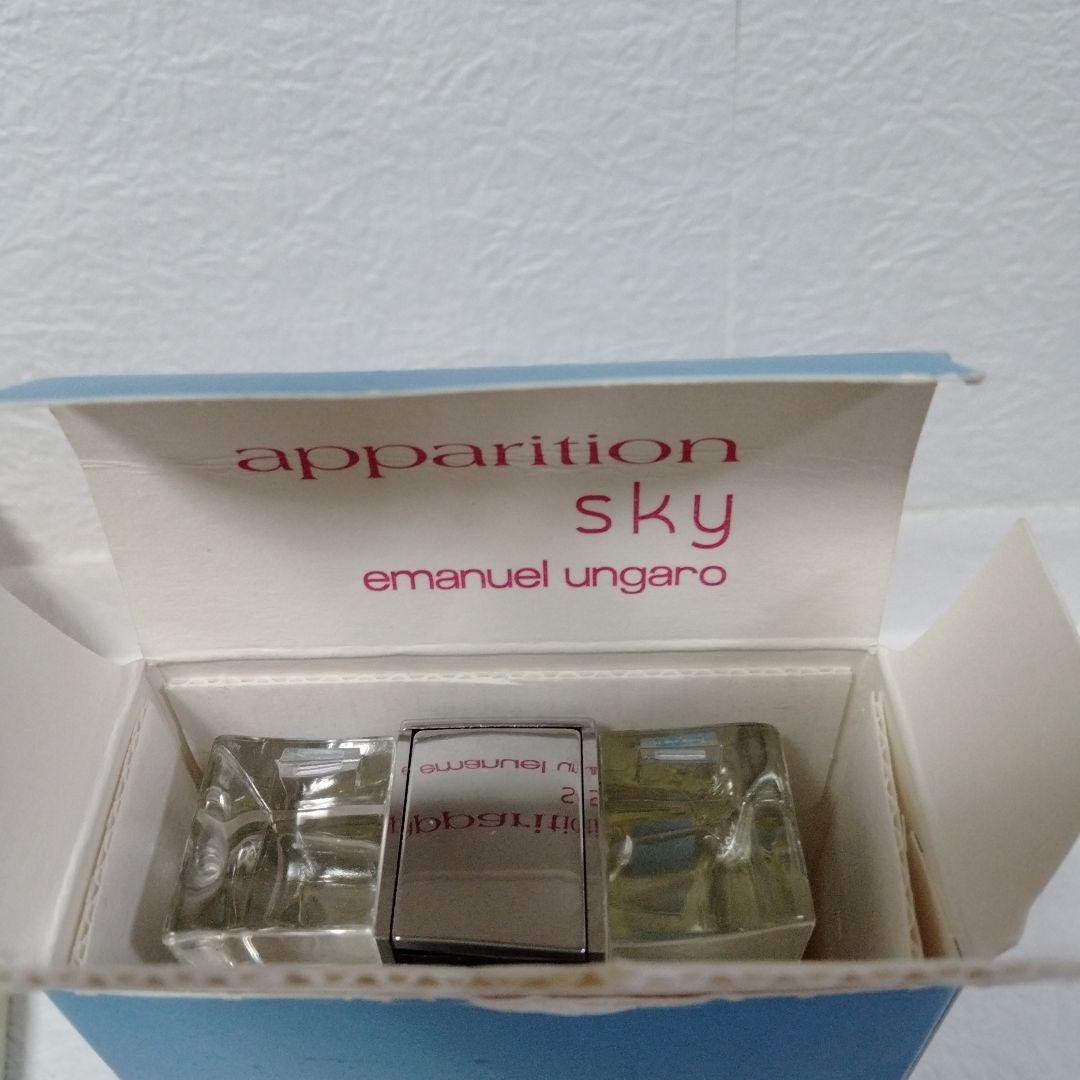 apparition
sky
emanuel ungaro